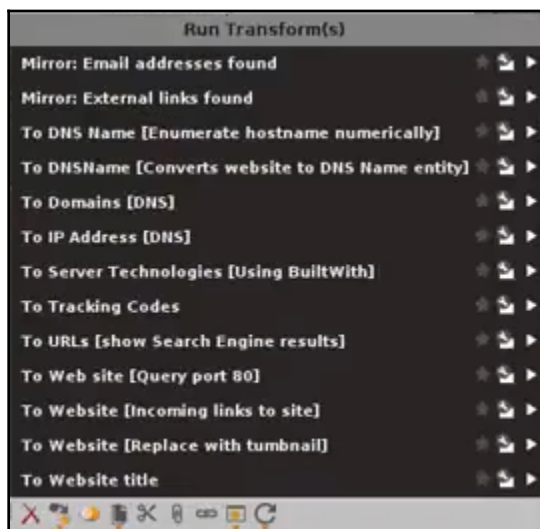 Run Transform(s)
Mirror: Email addresses found
Mirror: External links found
To DNS Name [Enumerate hostname numerically]
To DNSName [Converts website to DNS Name entity]
To Domains [DNS]
To IP Address [DNS]
To Server Technologies [Using BuiltWith]
To Tracking Codes
To URLs [show Search Engine results]
To Web site [Query port 80]
To Website [Incoming links to site]
To Website [Replace with tumbnail]
To Website title